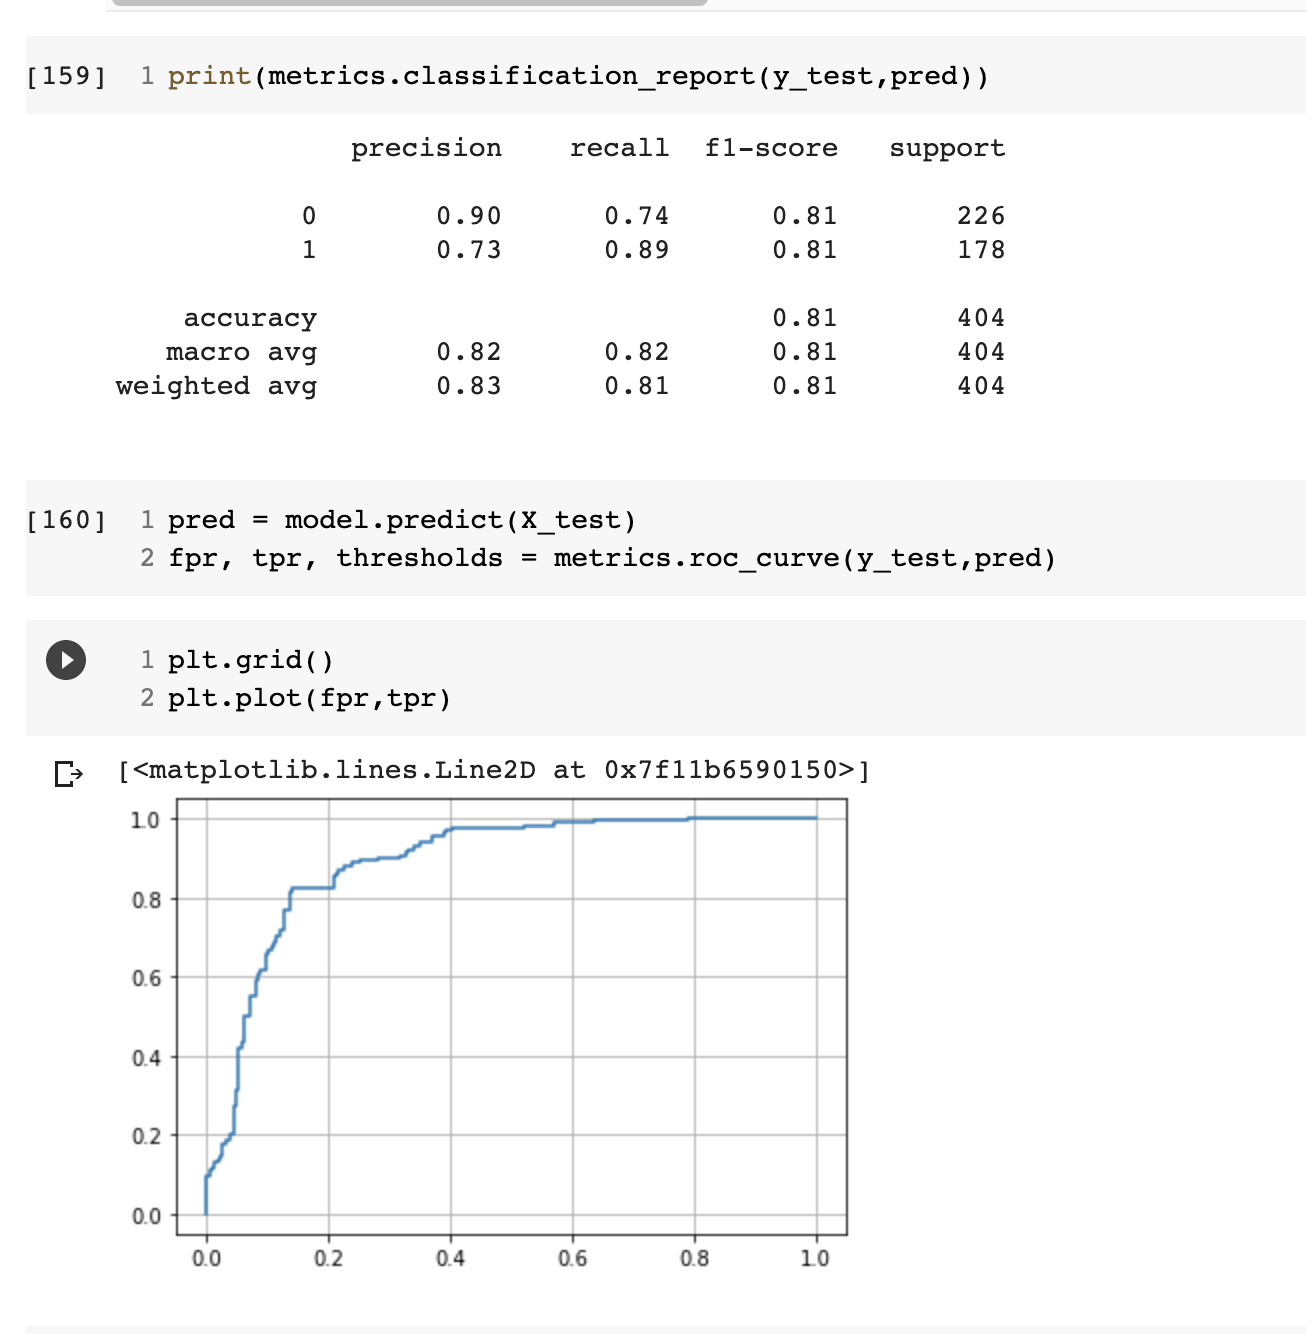 [159] 1 print(metrics.classification_report(y_test,pred))
precision recall f1-score support
0 0.90 0.74 0.81 226
1 0.73 0.89 0.81 178
accuracy 0.81 404
macro avg 0.82 0.82 0.81 404
weighted avg 0.83 0.81 0.81 404
[160] 1 pred = model.predict(X_test)
2 fpr, tpr, thresholds = metrics.roc_curve(y_test,pred)
1 plt.grid()
2 plt.plot(fpr,tpr)
[<matplotlib.lines.Line2D at 0x7f11b6590150>]
1.0
0.8
0.6
0.4
0.2
0.0
0.0 0.2 0.4 0.6 0.8 1.0